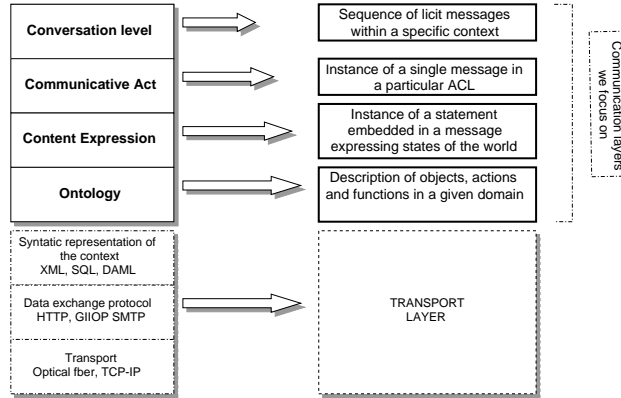 Conversation level
Sequence of licit messages
within a specific context
Communicative Act
Instance of a single message in
a particular ACL
Content Expression
Instance of a statement
embedded in a message
expressing states of the world
Ontology
Description of objects, actions
and functions in a given domain
Communication layers
we focus on
Syntatic representation of
the context
XML, SQL, DAML
Data exchange protocol
HTTP, GIIOP SMTP
Transport
Optical fber, TCP-IP
TRANSPORT
LAYER